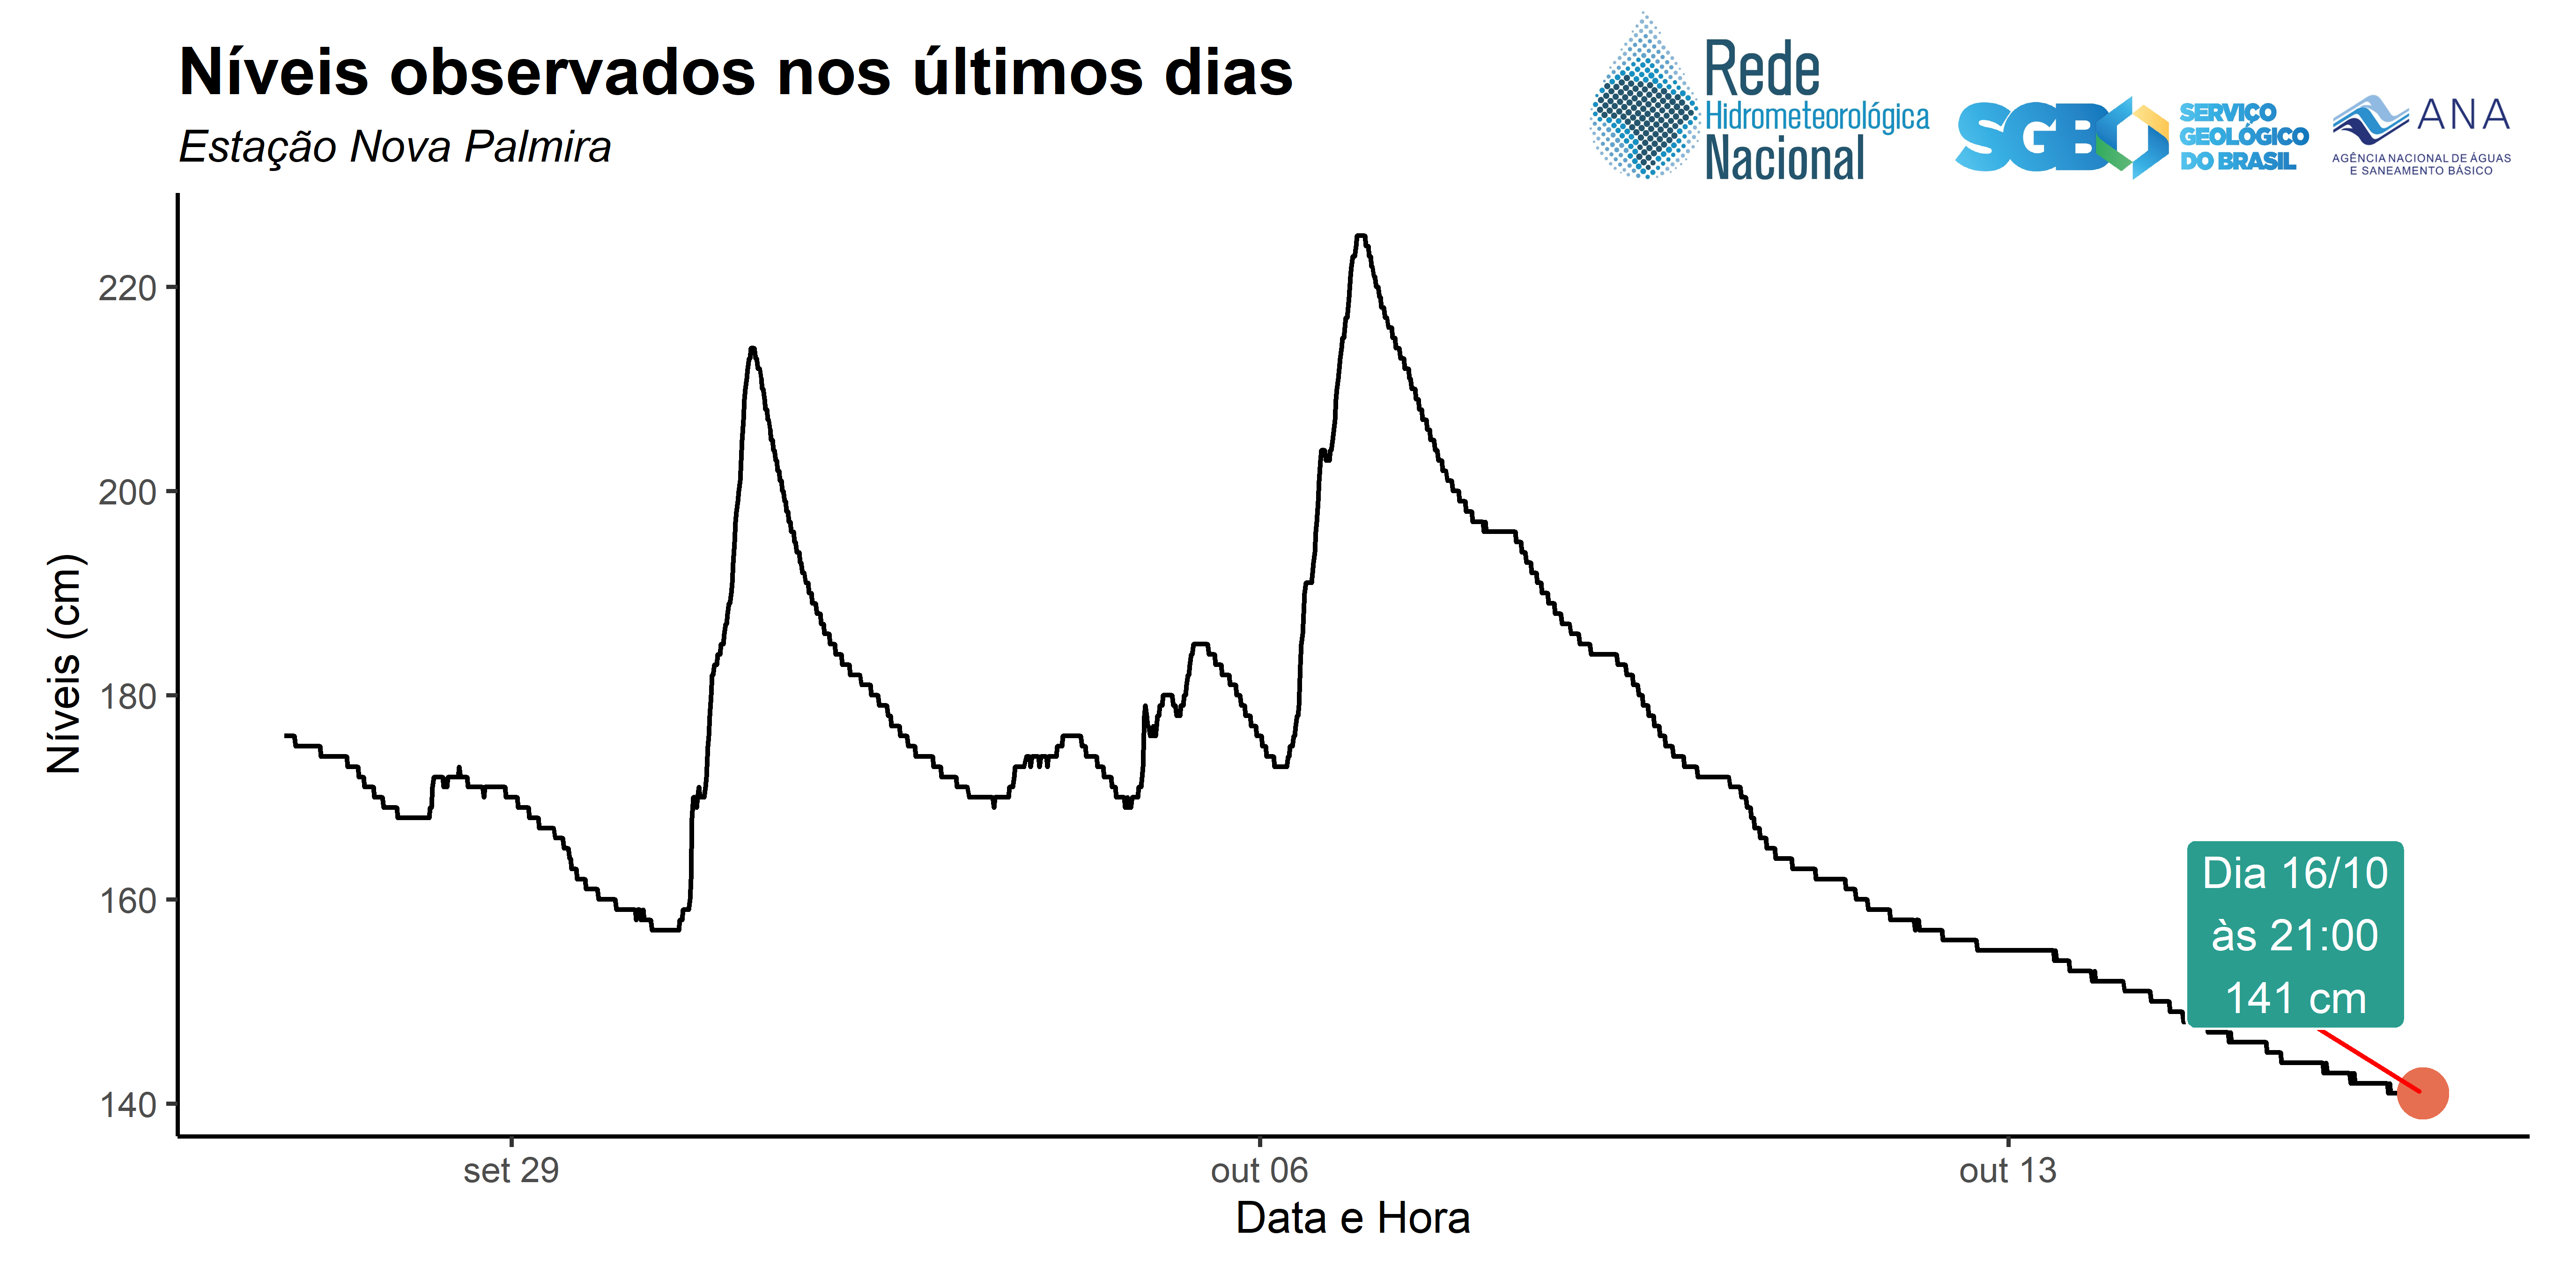 Níveis observados nos últimos dias
Estação Nova Palmira
Rede
Hidrometeorológica
Nacional
SGB
SERVIÇO
GEOLÓGICO
DO BRASIL
ANA
AGÊNCIA NACIONAL DE ÁGUAS
E SANEAMENTO BÁSICO
Níveis (cm)
220
200
180
160
140
Dia 16/10
às 21:00
141 cm
set 29
out 06
out 13
Data e Hora